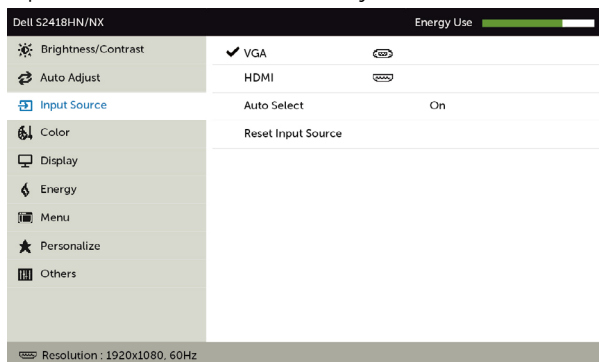 Dell S2418HN/NX Energy Use
Brightness/Contrast
Auto Adjust
Input Source
Color
Display
Energy
Menu
Personalize
Others
VGA
HMDI
Auto Select On
Reset Input Source
Resolution : 1920x1080, 60Hz